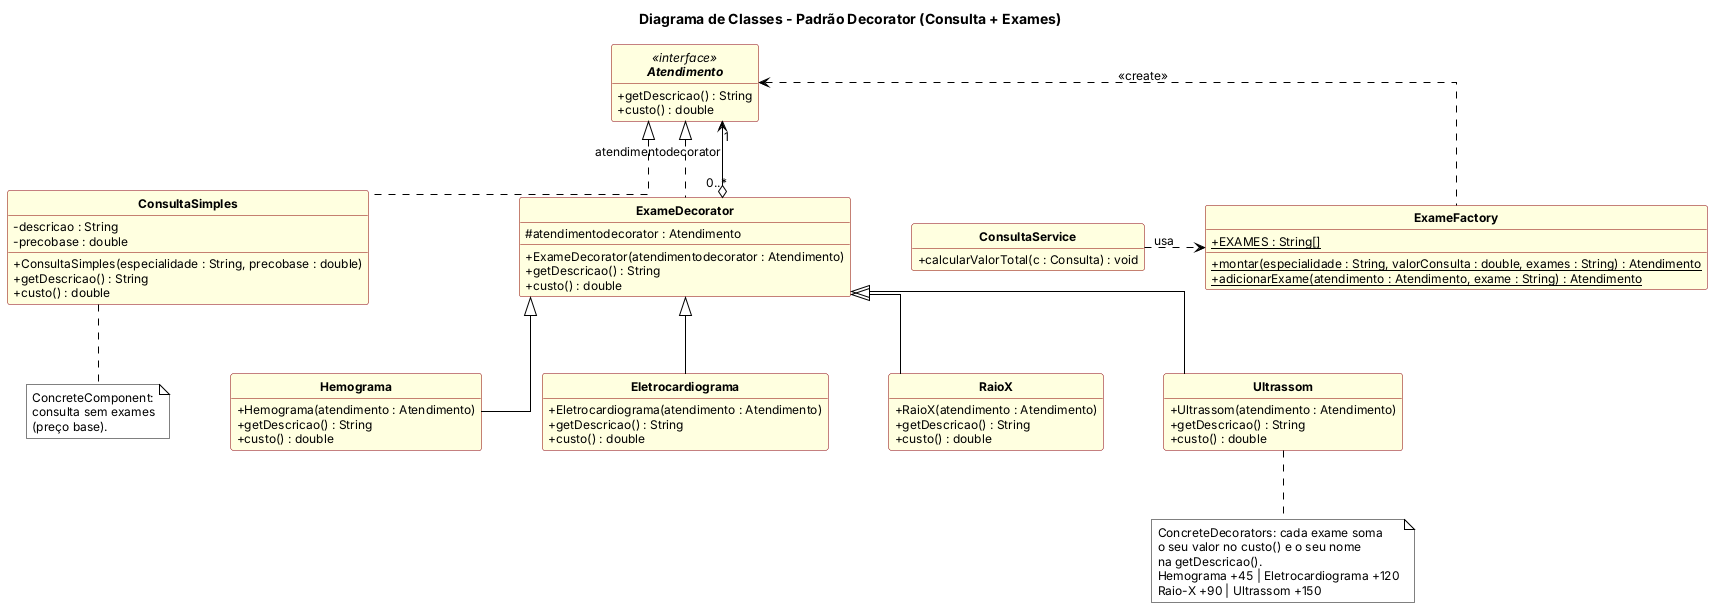 Diagrama de Classes - Padrão Decorator (Consulta + Exames)
«interface»
Atendimento
+getDescricao() : String
+custo() : double
«create»
1
atendimentodecorator
0..*
ConsultaSimples
-descricao : String
-precobase : double
+ConsultaSimples(especialidade : String, precobase : double)
+getDescricao() : String
+custo() : double
ExameDecorator
#atendimentodecorator : Atendimento
+ExameDecorator(atendimentodecorator : Atendimento)
+getDescricao() : String
+custo() : double
ConsultaService
+calcularValorTotal(c : Consulta) : void
usa
ExameFactory
+EXAMES : String[]
+montar(especialidade : String, valorConsulta : double, exames : String) : Atendimento
+adicionarExame(atendimento : Atendimento, exame : String) : Atendimento
ConcreteComponent:
consulta sem exames
(preço base).
Hemograma
+Hemograma(atendimento : Atendimento)
+getDescricao() : String
+custo() : double
Eletrocardiograma
+Eletrocardiograma(atendimento : Atendimento)
+getDescricao() : String
+custo() : double
RaioX
+RaioX(atendimento : Atendimento)
+getDescricao() : String
+custo() : double
Ultrassom
+Ultrassom(atendimento : Atendimento)
+getDescricao() : String
+custo() : double
ConcreteDecorators: cada exame soma
o seu valor no custo() e o seu nome
na getDescricao().
Hemograma +45 | Eletrocardiograma +120
Raio-X +90 | Ultrassom +150